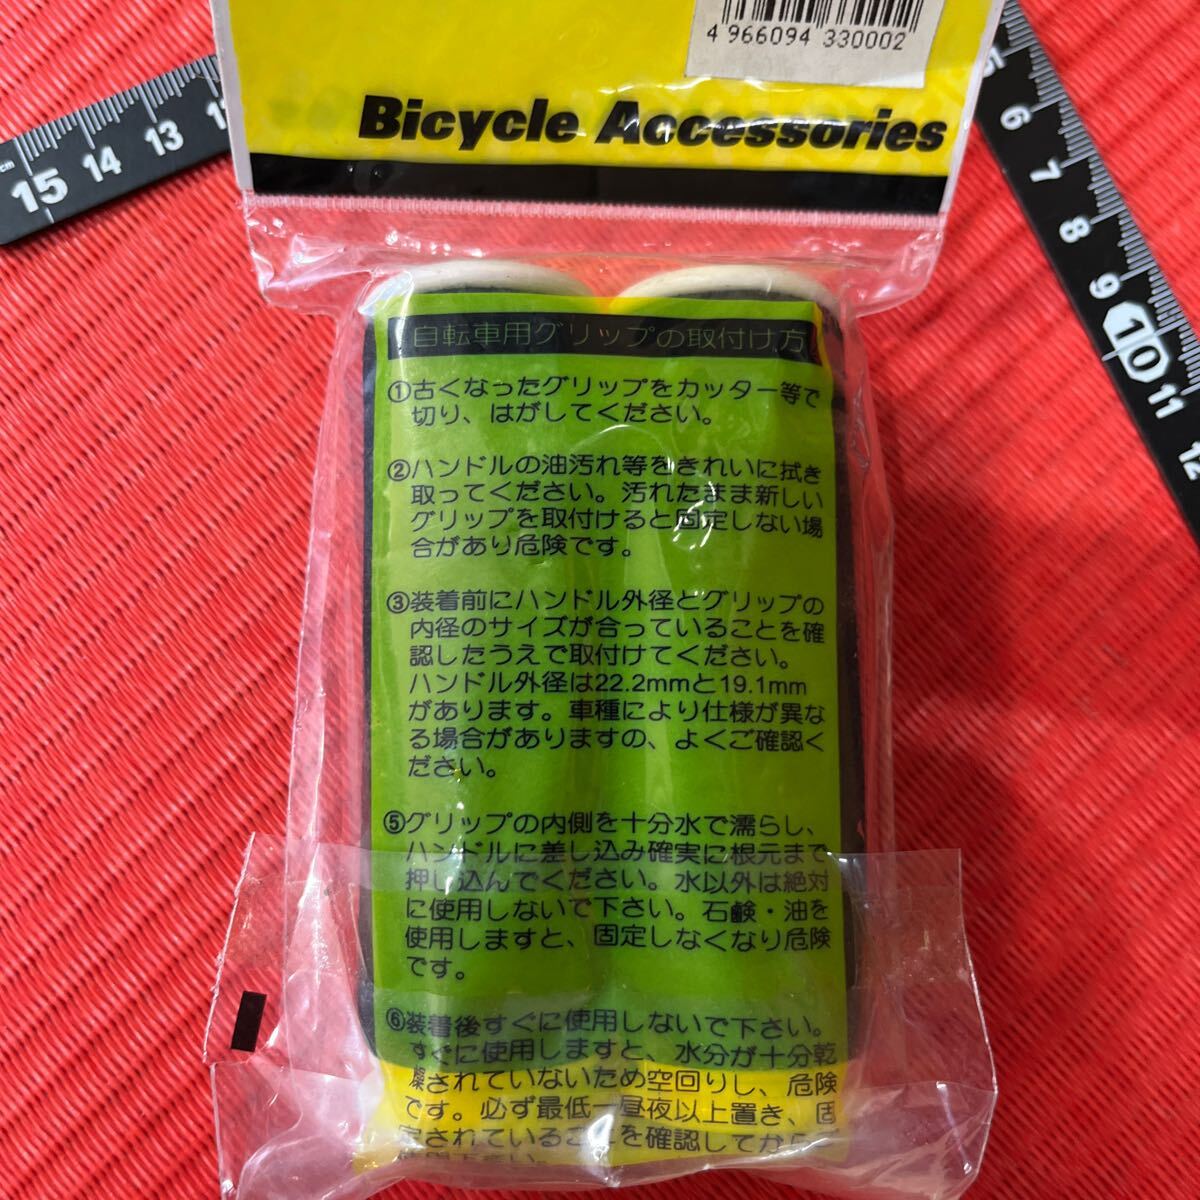 4 966094 330002
Bicycle Accessories
15 14 13
6
7
8
9
10
11
12
自転車用グリップの取付け方
①古くなったグリップをカッター等で
切り、はがしてください。
②ハンドルの油汚れ等をきれいに拭き
取ってください。汚れたまま新しい
グリップを取付けると固定しない場
合があり危険です。
③装着前にハンドル外径とグリップの
内径のサイズが合っていることを確
認したうえで取付けてください。
ハンドル外径は22.2mmと19.1mm
があります。車種により仕様が異な
る場合がありますの、よくご確認く
ださい。
⑤グリップの内側を十分水で濡らし、
ハンドルに差し込み確実に根元まで
押し込んでください。水以外は絶対
に使用しないで下さい。石鹸・油を
使用しますと、固定しなくなり危険
です。
⑥装着後すぐに使用しないで下さい。
すぐに使用しますと、水分が十分乾
燥されていないため空回りし、危険
です。必ず最低一昼夜以上置き、固
定されていることを確認してから
下さい。